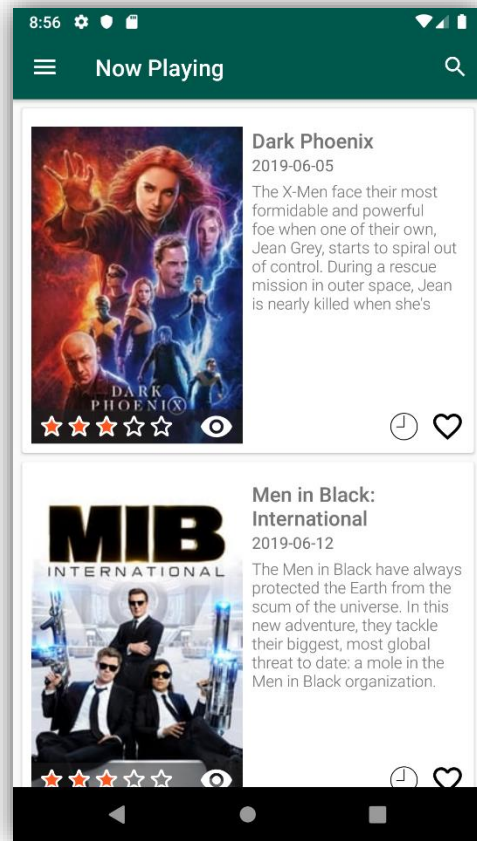 8:56
Now Playing
Dark Phoenix
2019-06-05
The X-Men face their most
formidable and powerful
foe when one of their own,
Jean Grey, starts to spiral out
of control. During a rescue
mission in outer space, Jean
is nearly killed when she's
DARK
PHOENIX
Men in Black:
International
2019-06-12
The Men in Black have always
protected the Earth from the
scum of the universe. In this
new adventure, they tackle
their biggest, most global
threat to date: a mole in the
Men in Black organization.
MIB
INTERNATIONAL